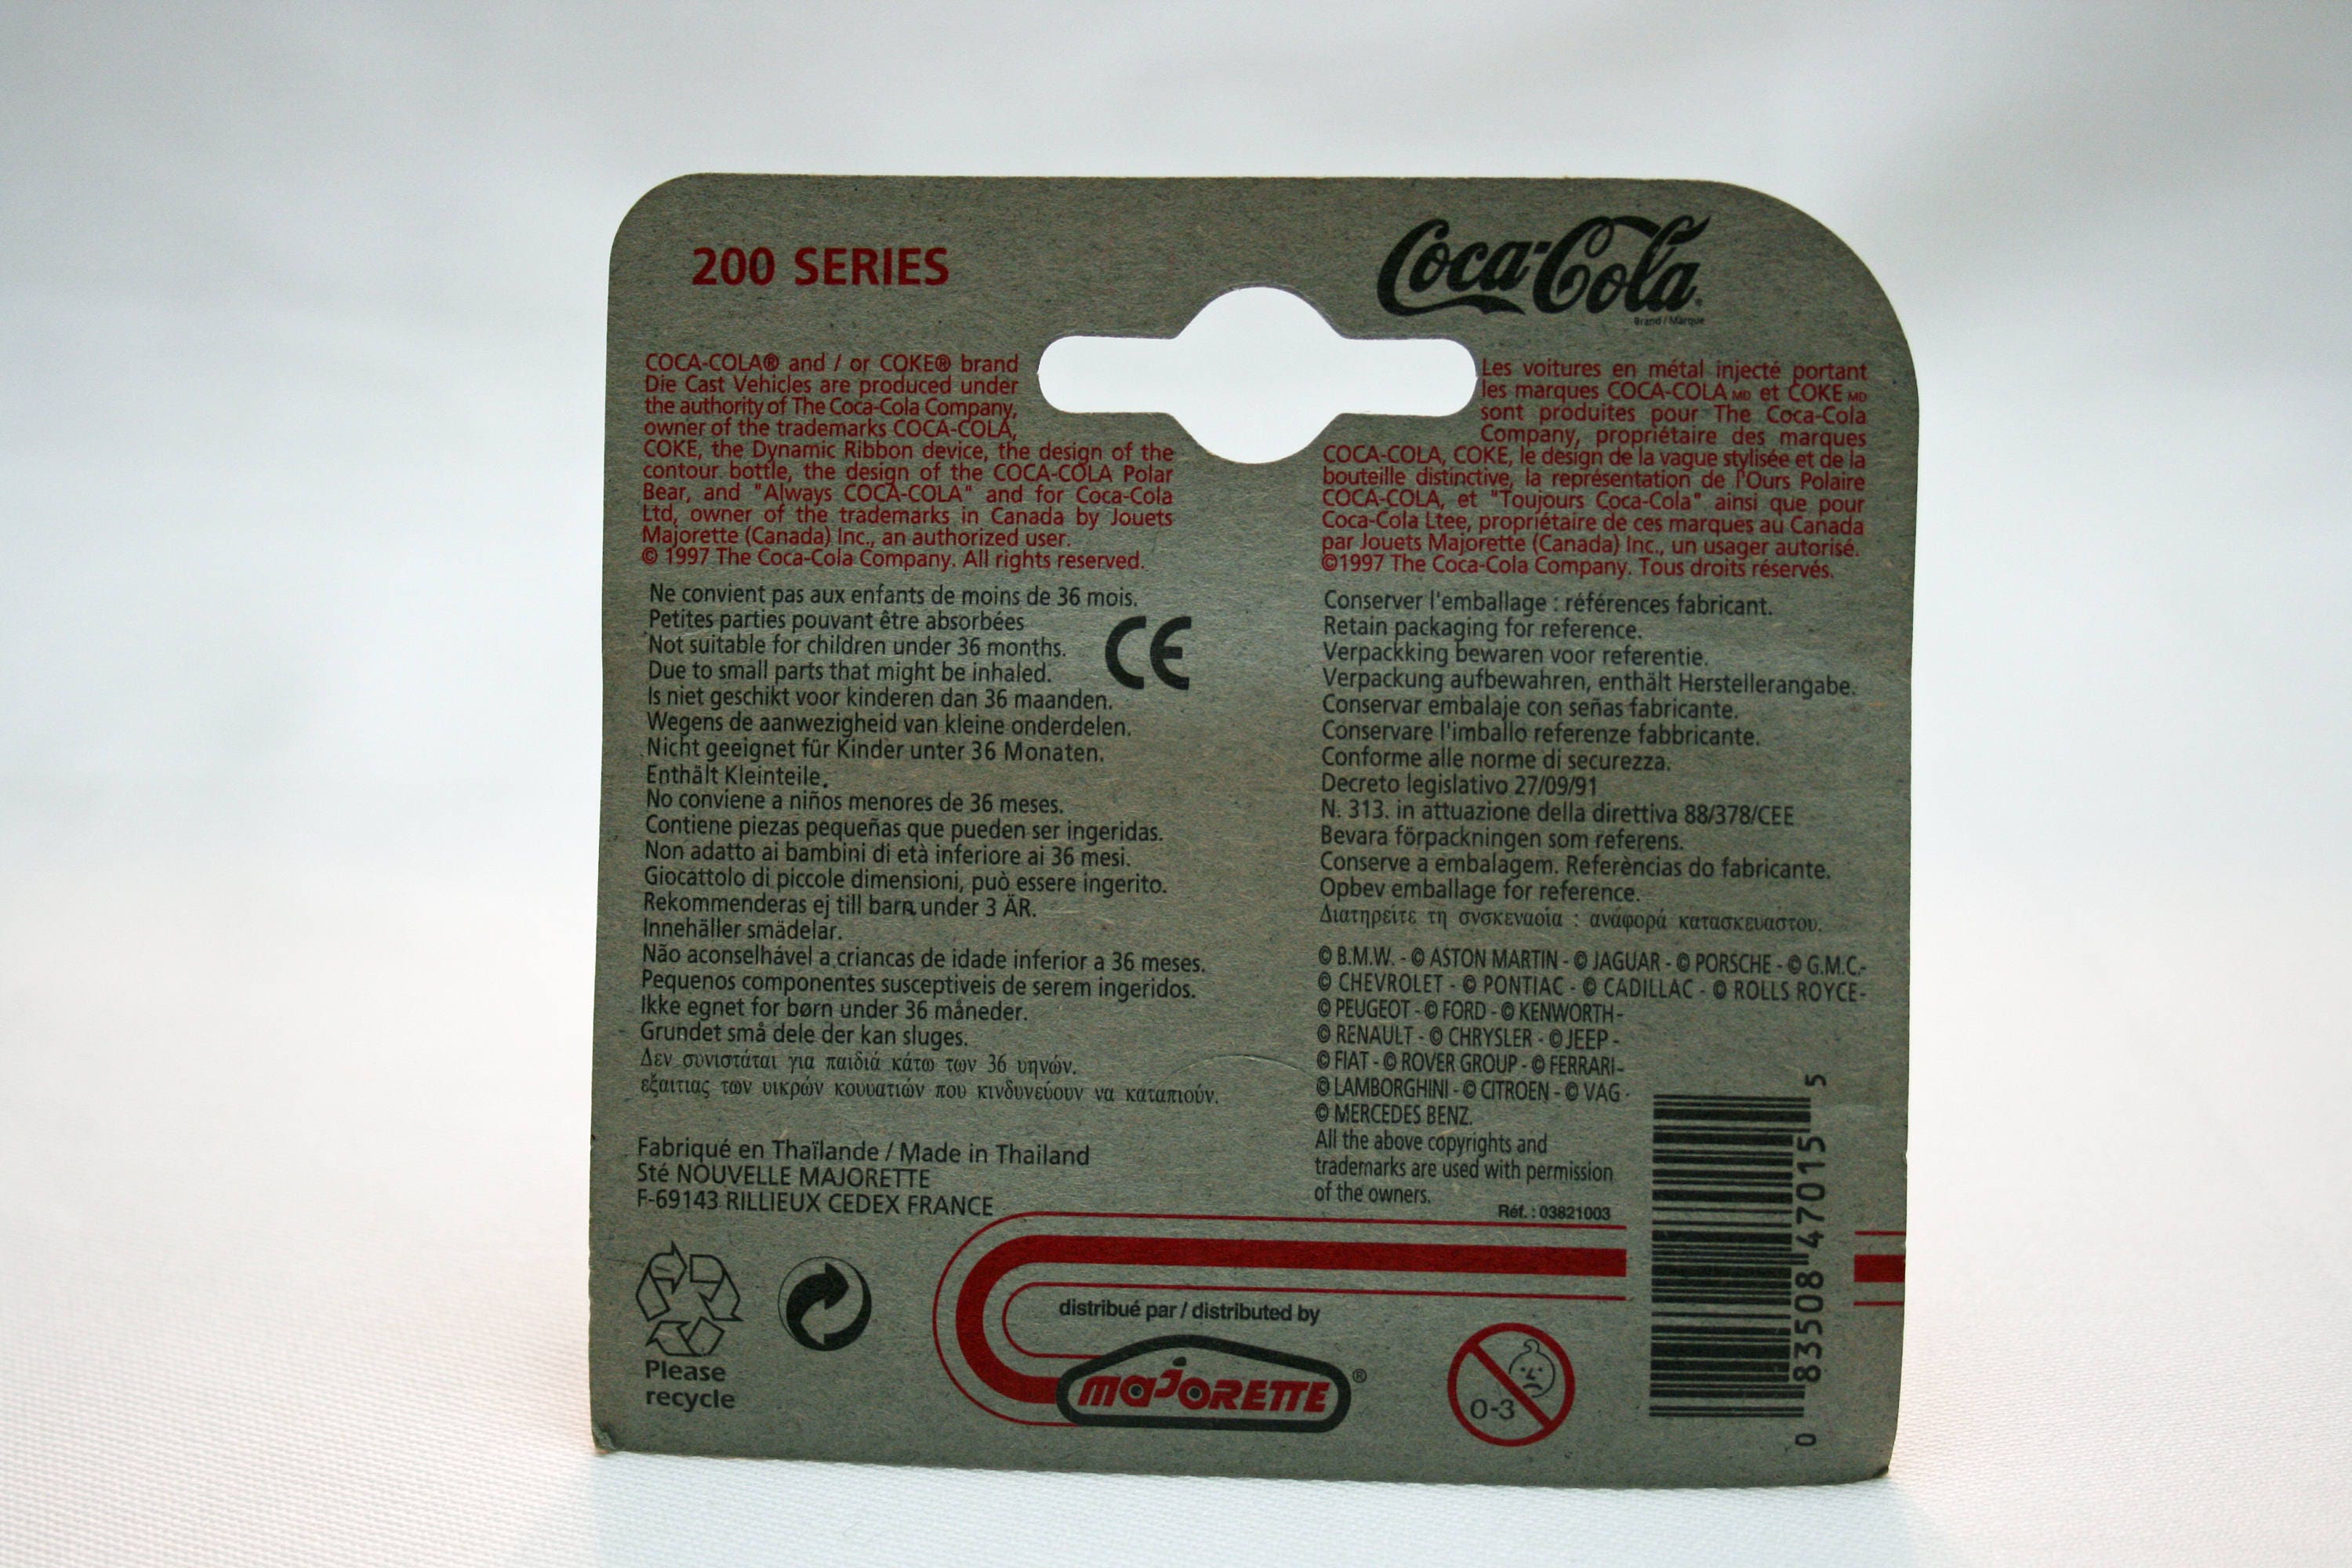 200 SERIES
Coca-Cola®
Brand / Marque
COCA-COLA® and / or COKE® brand
Die Cast Vehicles are produced under
the authority of The Coca-Cola Company,
owner of the trademarks COCA-COLA,
COKE, the Dynamic Ribbon device, the design of the
contour bottle, the design of the COCA-COLA Polar
Bear, and "Always COCA-COLA" and for Coca-Cola
Ltd, owner of the trademarks in Canada by Jouets
Majorette (Canada) Inc., an authorized user.
© 1997 The Coca-Cola Company. All rights reserved.
Ne convient pas aux enfants de moins de 36 mois.
Petites parties pouvant être absorbées
Not suitable for children under 36 months.
Due to small parts that might be inhaled.
Is niet geschikt voor kinderen dan 36 maanden.
Wegens de aanwezigheid van kleine onderdelen.
Nicht geeignet für Kinder unter 36 Monaten.
Enthält Kleinteile.
No conviene a niños menores de 36 meses.
Contiene piezas pequeñas que pueden ser ingeridas.
Non adatto ai bambini di età inferiore ai 36 mesi.
Giocattolo di piccole dimensioni, può essere ingerito.
Rekommenderas ej till barn under 3 ÄR.
Innehäller smädelar.
Não aconselhável a criancas de idade inferior a 36 meses.
Pequenos componentes susceptiveis de serem ingeridos.
Ikke egnet for børn under 36 måneder.
Grundet små dele der kan sluges.
Δεν συνιστάται για παιδιά κάτω των 36 υηνών.
εξαιτιας των υικρών κουυατιών που κινδυνεύουν να καταπιούν.
CE
Fabriqué en Thaïlande / Made in Thailand
Sté NOUVELLE MAJORETTE
F-69143 RILLIEUX CEDEX FRANCE
Please
recycle
Les voitures en métal injecté portant
les marques COCA-COLA MD et COKE MD
sont produites pour The Coca-Cola
Company, propriétaire des marques
COCA-COLA, COKE, le design de la vague stylisée et de la
bouteille distinctive, la représentation de l'Ours Polaire
COCA-COLA, et "Toujours Coca-Cola" ainsi que pour
Coca-Cola Ltee, propriétaire de ces marques au Canada
par Jouets Majorette (Canada) Inc., un usager autorisé.
©1997 The Coca-Cola Company. Tous droits réservés.
Conserver l'emballage : références fabricant.
Retain packaging for reference.
Verpackking bewaren voor referentie.
Verpackung aufbewahren, enthält Herstellerangabe.
Conservar embalaje con señas fabricante.
Conservare l'imballo referenze fabbricante.
Conforme alle norme di securezza.
Decreto legislativo 27/09/91
N. 313. in attuazione della direttiva 88/378/CEE
Bevara förpackningen som referens.
Conserve a embalagem. Referèncias do fabricante.
Opbev emballage for reference.
Διατηρείτε τη σνσκεναοία : ανάφορά κατασκευαστου.
© B.M.W. - © ASTON MARTIN - © JAGUAR - © PORSCHE - © G.M.C.-
© CHEVROLET - © PONTIAC - © CADILLAC - © ROLLS ROYCE-
© PEUGEOT - © FORD - © KENWORTH-
© RENAULT - © CHRYSLER - © JEEP -
© FIAT - © ROVER GROUP - © FERRARI-
© LAMBORGHINI - © CITROEN - © VAG -
© MERCEDES BENZ.
All the above copyrights and
trademarks are used with permission
of the owners.
Réf. : 03821003
distribué par / distributed by
majorette ®
0-3
0 83508 47015 5